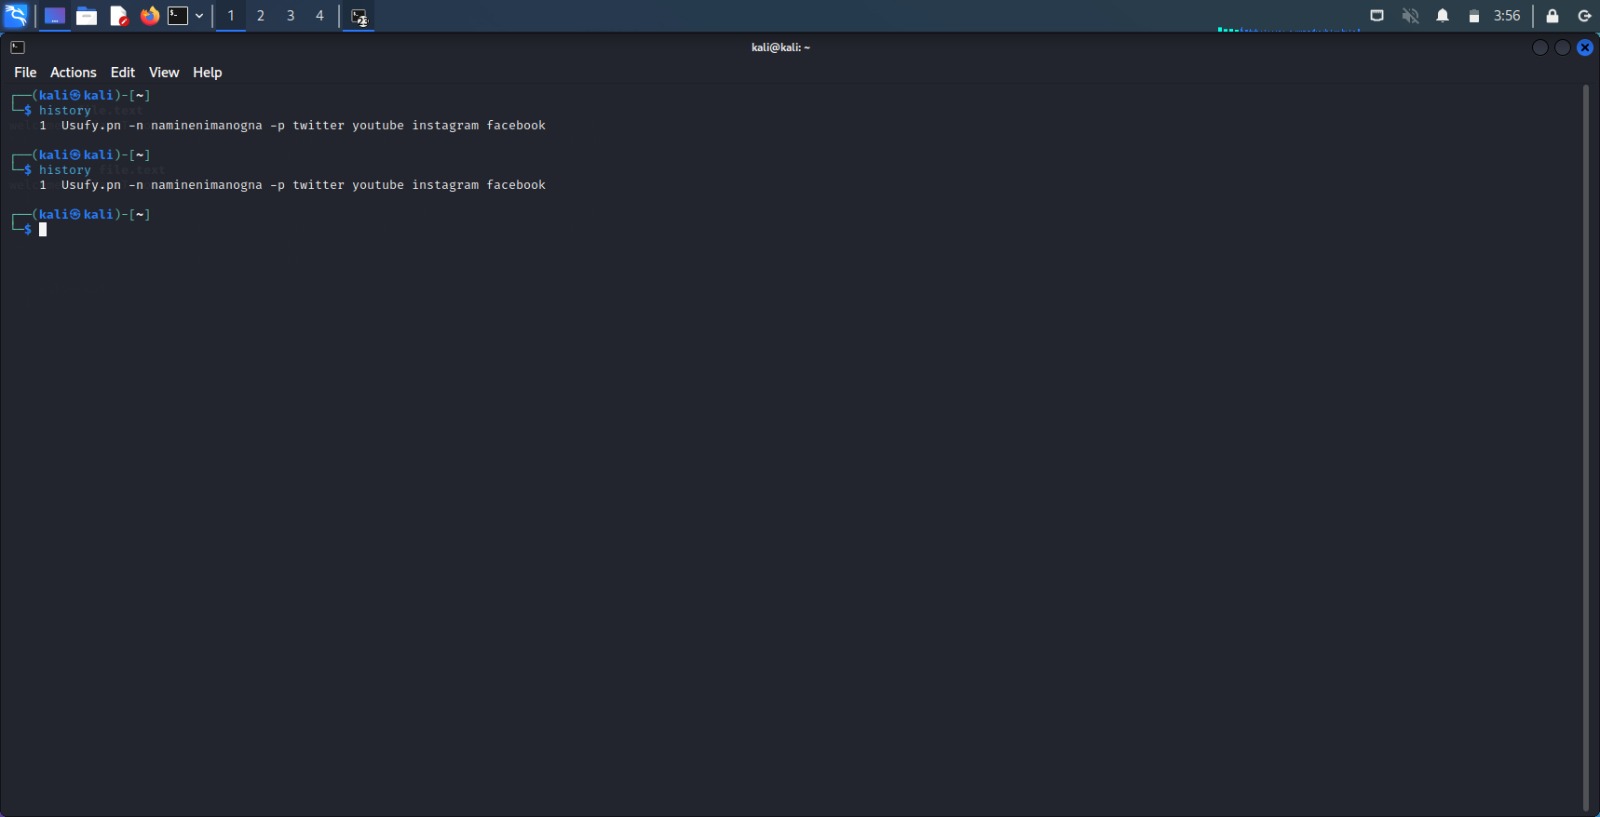 1 2 3 4 3:56
kali@kali: ~
File Actions Edit View Help
┌──(kali㉿kali)-[~]
└─$ history
1 Usufy.pn -n naminenimanogna -p twitter youtube instagram facebook
┌──(kali㉿kali)-[~]
└─$ history
1 Usufy.pn -n naminenimanogna -p twitter youtube instagram facebook
┌──(kali㉿kali)-[~]
└─$